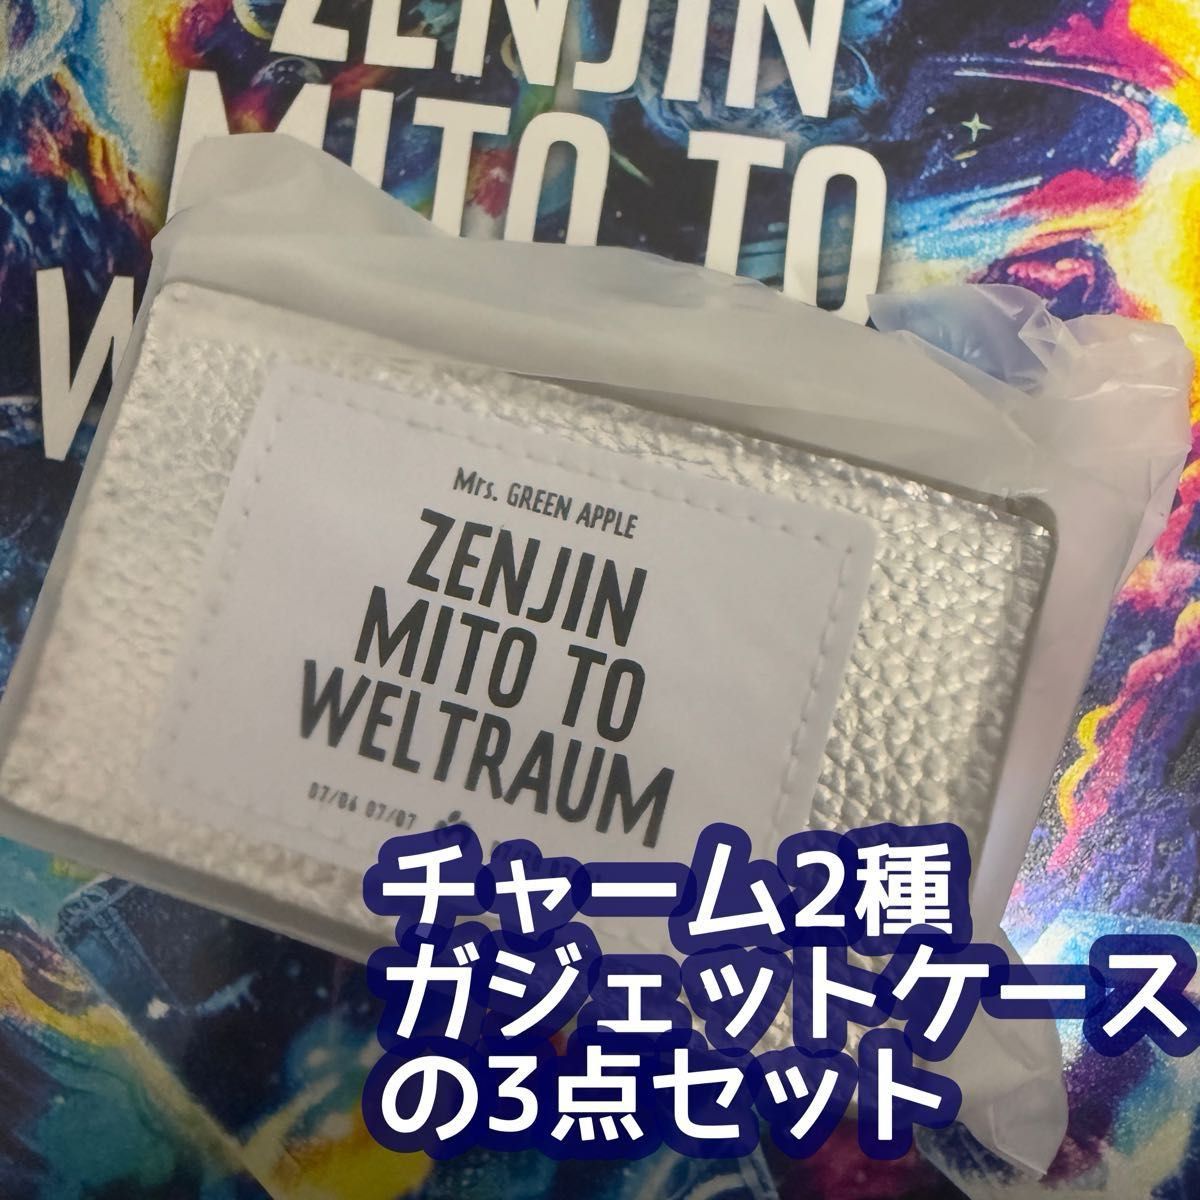 ZENJIN
MITO TO
W
Mrs. GREEN APPLE
ZENJIN
MITO TO
WELTRAUM
07/06 07/07
チャーム2種
ガジェットケース
の3点セット